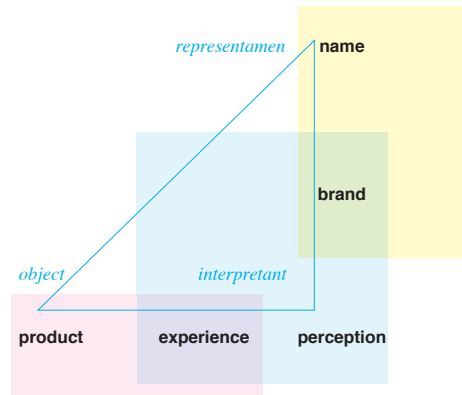 representamen name
brand
object interpretant
product experience perception